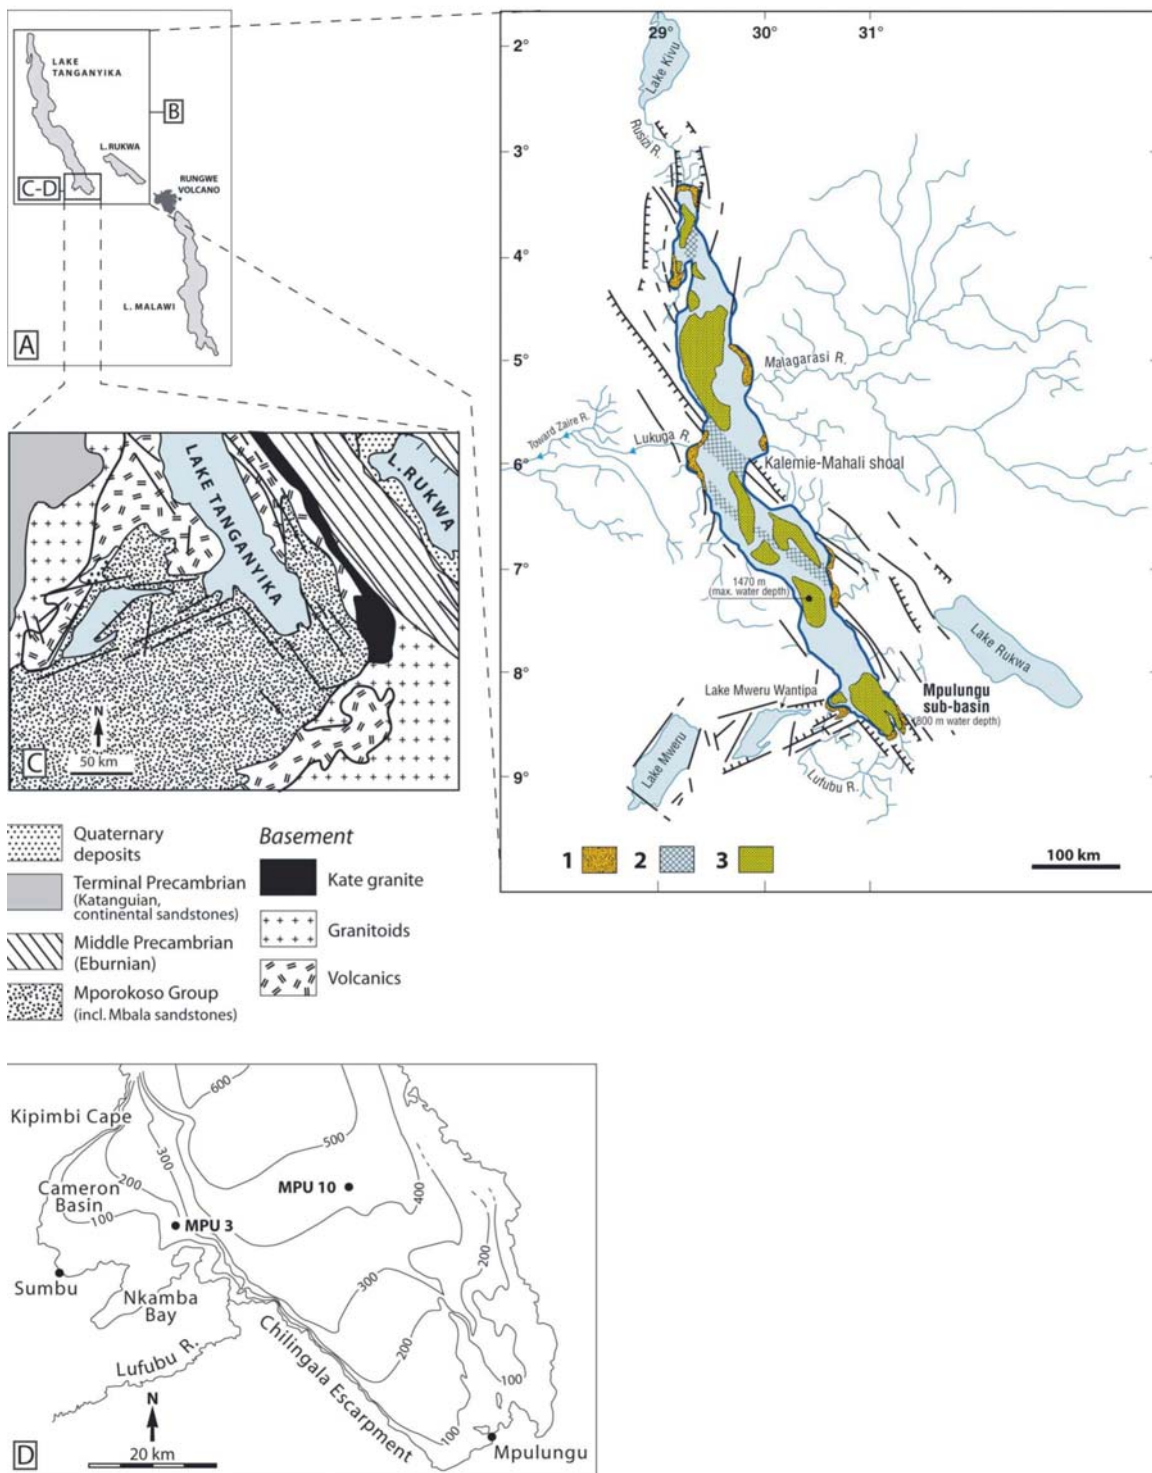 LAKE
TANGANYIKA
B
L. RUKWA
C-D
RUNGWE
VOLCANO
L. MALAWI
A
29°
30°
31°
2°
3°
4°
5°
6°
7°
8°
9°
Lake Kivu
Rusizi R.
Malagarasi R.
Toward Zaire R.
Lukuga R.
Kalemie-Mahali shoal
1470 m
(max. water depth)
Lake Rukwa
Mpulungu
sub-basin
(800 m water depth)
Lake Mweru Wantipa
Lake Mweru
Lufubu R.
1
2
3
100 km
LAKE TANGANYIKA
L. RUKWA
N
50 km
C
Quaternary
deposits
Terminal Precambrian
(Katanguian,
continental sandstones)
Middle Precambrian
(Eburnian)
Mporokoso Group
(incl. Mbala sandstones)
Basement
Kate granite
Granitoids
Volcanics
600
Kipimbi Cape
500
300
200
MPU 10
400
Cameron
Basin
100
MPU 3
200
Sumbu
300
Nkamba
Bay
Chilingala Escarpment
200
Lufubu R.
100
N
100
Mpulungu
D
20 km